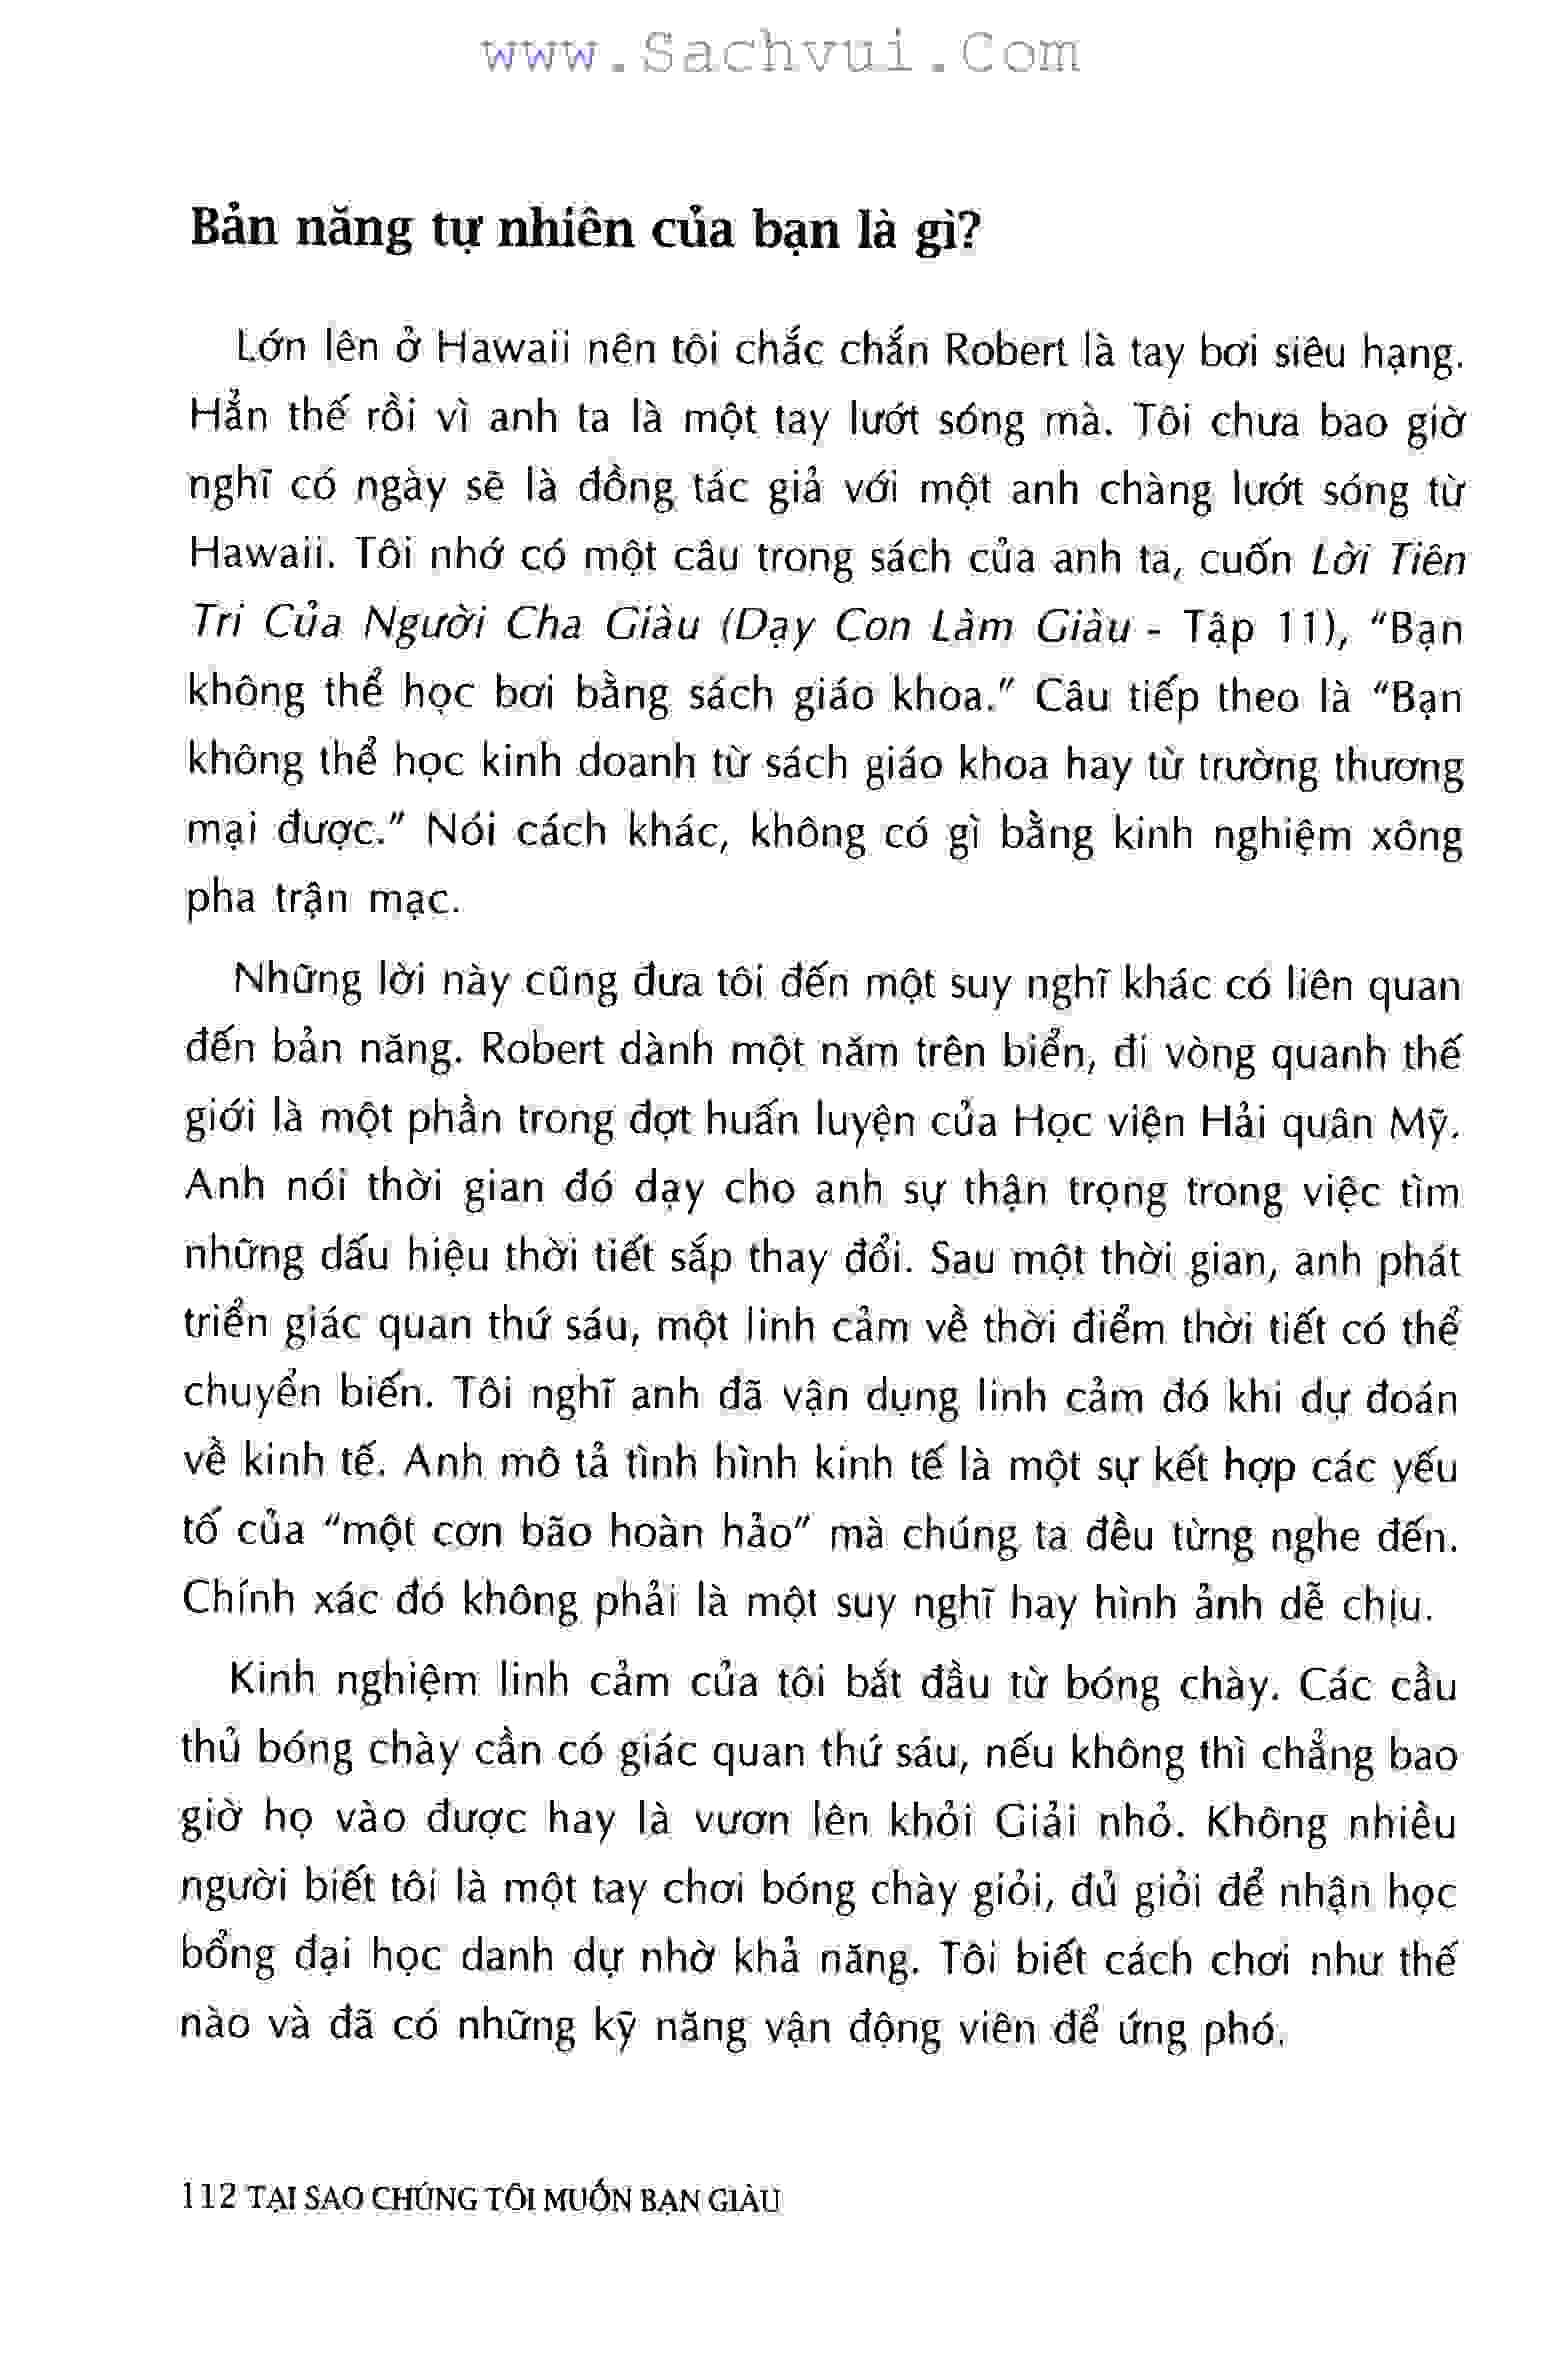 www.Sachvui.Com
Bản năng tự nhiên của bạn là gì?
Lớn lên ở Hawaii nên tôi chắc chắn Robert là tay bơi siêu hạng.
Hẳn thế rồi vì anh ta là một tay lướt sóng mà. Tôi chưa bao giờ
nghĩ có ngày sẽ là đồng tác giả với một anh chàng lướt sóng từ
Hawaii. Tôi nhớ có một câu trong sách của anh ta, cuốn Lời Tiên
Tri Của Người Cha Giàu (Dạy Con Làm Giàu - Tập 11), "Bạn
không thể học bơi bằng sách giáo khoa." Câu tiếp theo là "Bạn
không thể học kinh doanh từ sách giáo khoa hay từ trường thương
mại được." Nói cách khác, không có gì bằng kinh nghiệm xông
pha trận mạc.
Những lời này cũng đưa tôi đến một suy nghĩ khác có liên quan
đến bản năng. Robert dành một năm trên biển, đi vòng quanh thế
giới là một phần trong đợt huấn luyện của Học viện Hải quân Mỹ.
Anh nói thời gian đó dạy cho anh sự thận trọng trong việc tìm
những dấu hiệu thời tiết sắp thay đổi. Sau một thời gian, anh phát
triển giác quan thứ sáu, một linh cảm về thời điểm thời tiết có thể
chuyển biến. Tôi nghĩ anh đã vận dụng linh cảm đó khi dự đoán
về kinh tế. Anh mô tả tình hình kinh tế là một sự kết hợp các yếu
tố của "một cơn bão hoàn hảo" mà chúng ta đều từng nghe đến.
Chính xác đó không phải là một suy nghĩ hay hình ảnh dễ chịu.
Kinh nghiệm linh cảm của tôi bắt đầu từ bóng chày. Các cầu
thủ bóng chày cần có giác quan thứ sáu, nếu không thì chẳng bao
giờ họ vào được hay là vươn lên khỏi Giải nhỏ. Không nhiều
người biết tôi là một tay chơi bóng chày giỏi, đủ giỏi để nhận học
bổng đại học danh dự nhờ khả năng. Tôi biết cách chơi như thế
nào và đã có những kỹ năng vận động viên để ứng phó.
112 TẠI SAO CHÚNG TÔI MUỐN BẠN GIÀU